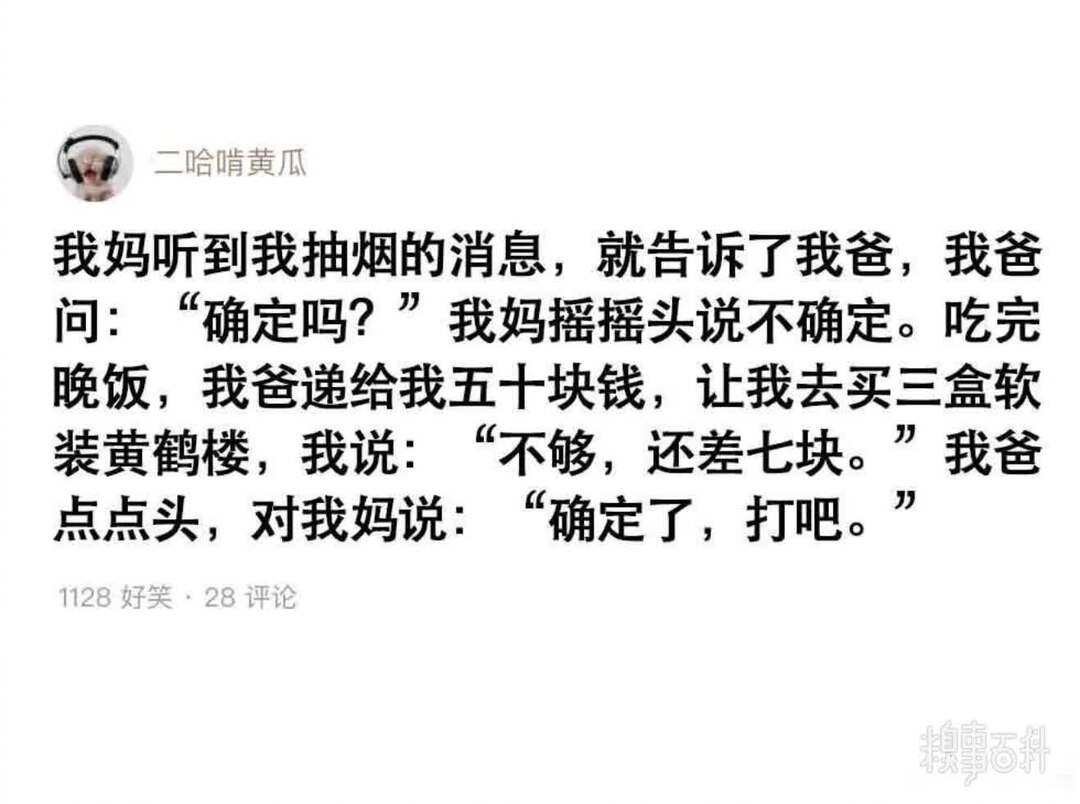 二哈啃黄瓜
我妈听到我抽烟的消息，就告诉了我爸，我爸
问：“确定吗？”我妈摇摇头说不确定。吃完
晚饭，我爸递给我五十块钱，让我去买三盒软
装黄鹤楼，我说：“不够，还差七块。”我爸
点点头，对我妈说：“确定了，打吧。”
1128 好笑 · 28 评论
糗事百科